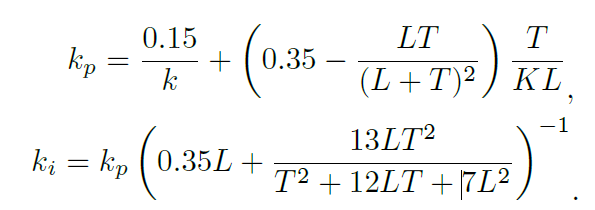 k_p = \frac{0.15}{k} + \left( 0.35 - \frac{LT}{(L+T)^2} \right) \frac{T}{KL},
k_i = k_p \left( 0.35L + \frac{13LT^2}{T^2 + 12LT + 7L^2} \right)^{-1}.